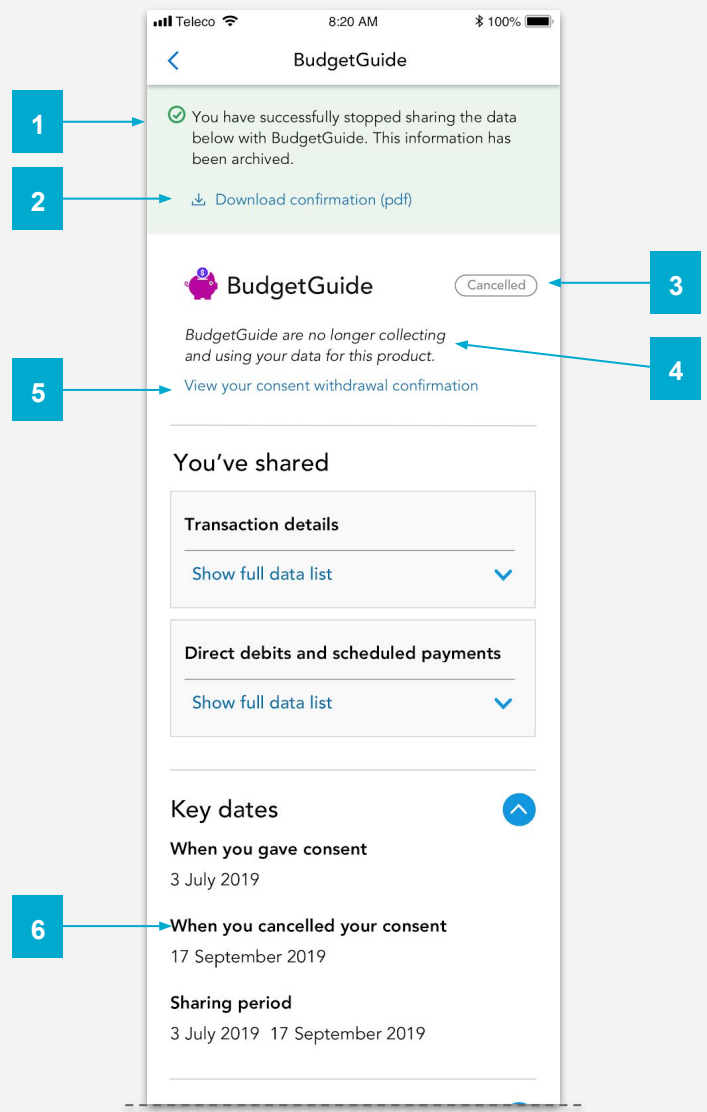 Teleco 8:20 AM 100%
BudgetGuide
1
You have successfully stopped sharing the data
below with BudgetGuide. This information has
been archived.
2
Download confirmation (pdf)
BudgetGuide
Cancelled
3
BudgetGuide are no longer collecting
and using your data for this product.
4
5
View your consent withdrawal confirmation
You’ve shared
Transaction details
Show full data list
Direct debits and scheduled payments
Show full data list
Key dates
When you gave consent
3 July 2019
6
When you cancelled your consent
17 September 2019
Sharing period
3 July 2019 17 September 2019